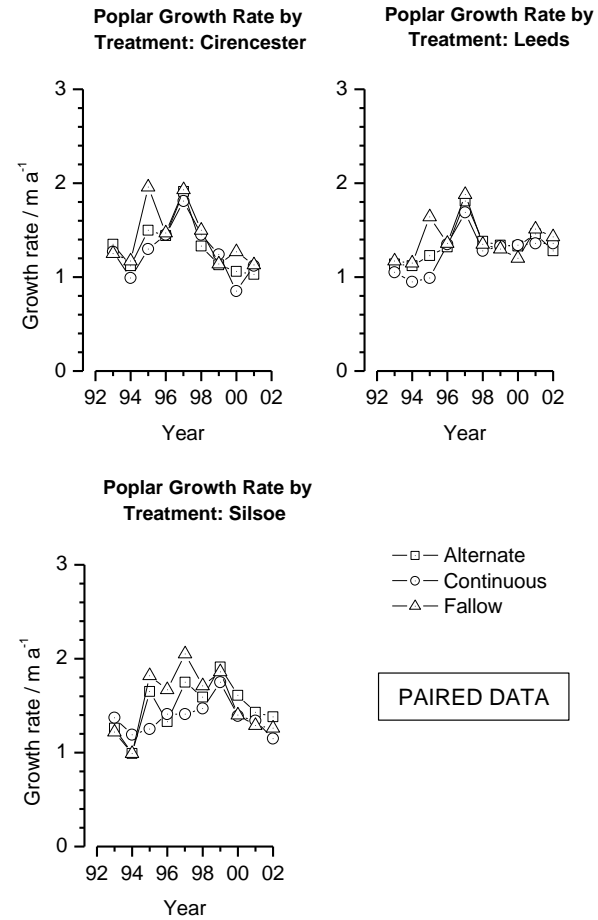 Poplar Growth Rate by
Treatment: Cirencester
3
2
1
0
Growth rate / m a-1
92 94 96 98 00 02
Year
Poplar Growth Rate by
Treatment: Leeds
3
2
1
0
92 94 96 98 00 02
Year
Poplar Growth Rate by
Treatment: Silsoe
3
2
1
0
Growth rate / m a-1
92 94 96 98 00 02
Year
Alternate
Continuous
Fallow
PAIRED DATA